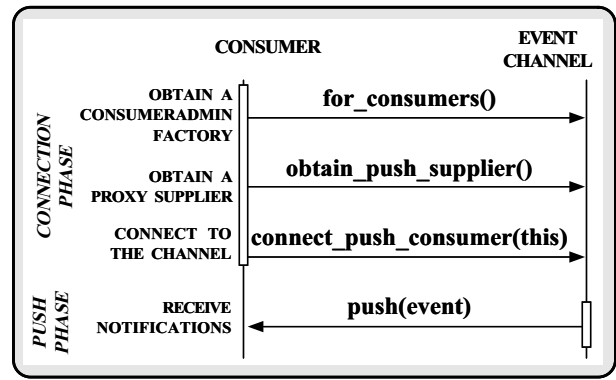 CONSUMER
EVENT
CHANNEL
CONNECTION
PHASE
OBTAIN A
CONSUMERADMIN
FACTORY
for_consumers()
OBTAIN A
PROXY SUPPLIER
obtain_push_supplier()
CONNECT TO
THE CHANNEL
connect_push_consumer(this)
PUSH
PHASE
RECEIVE
NOTIFICATIONS
push(event)